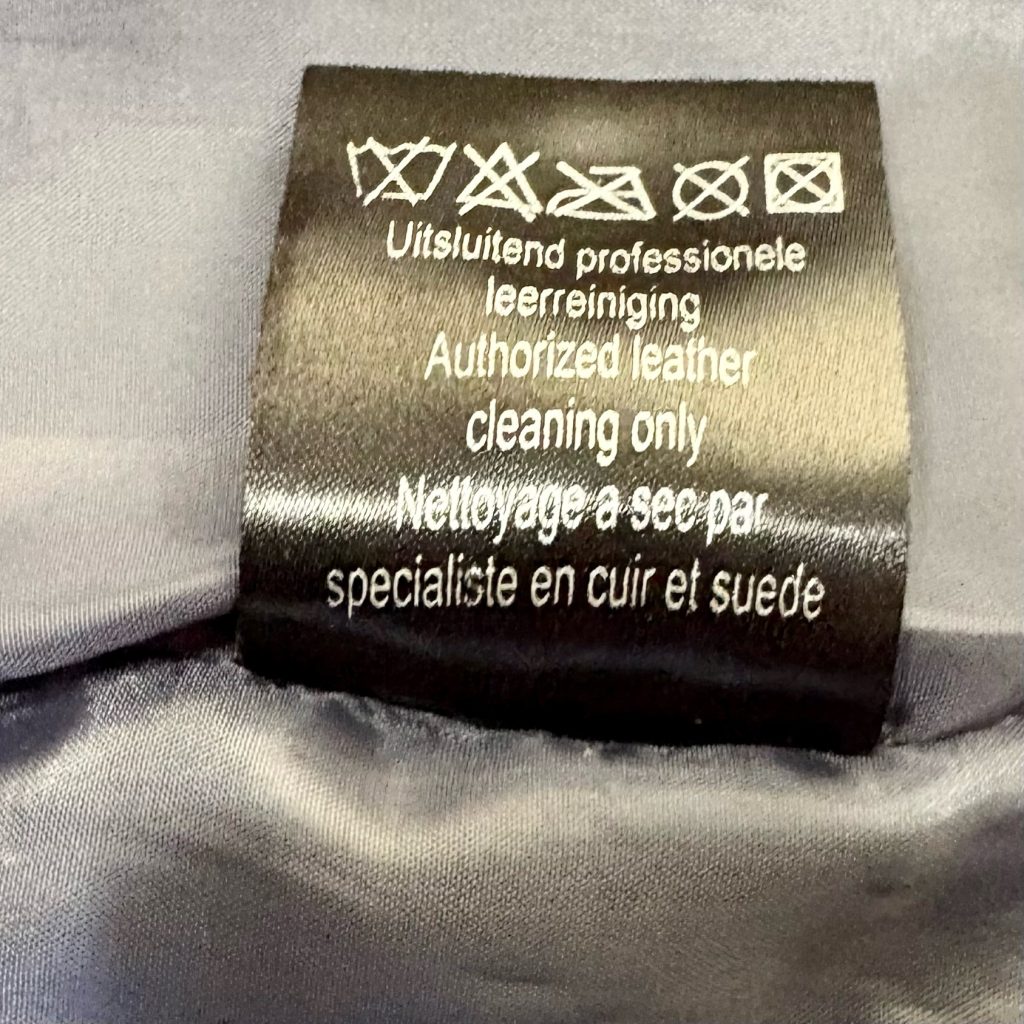 Uitsluitend professionele
leerreiniging
Authorized leather
cleaning only
Nettoyage a sec par
specialiste en cuir et suede